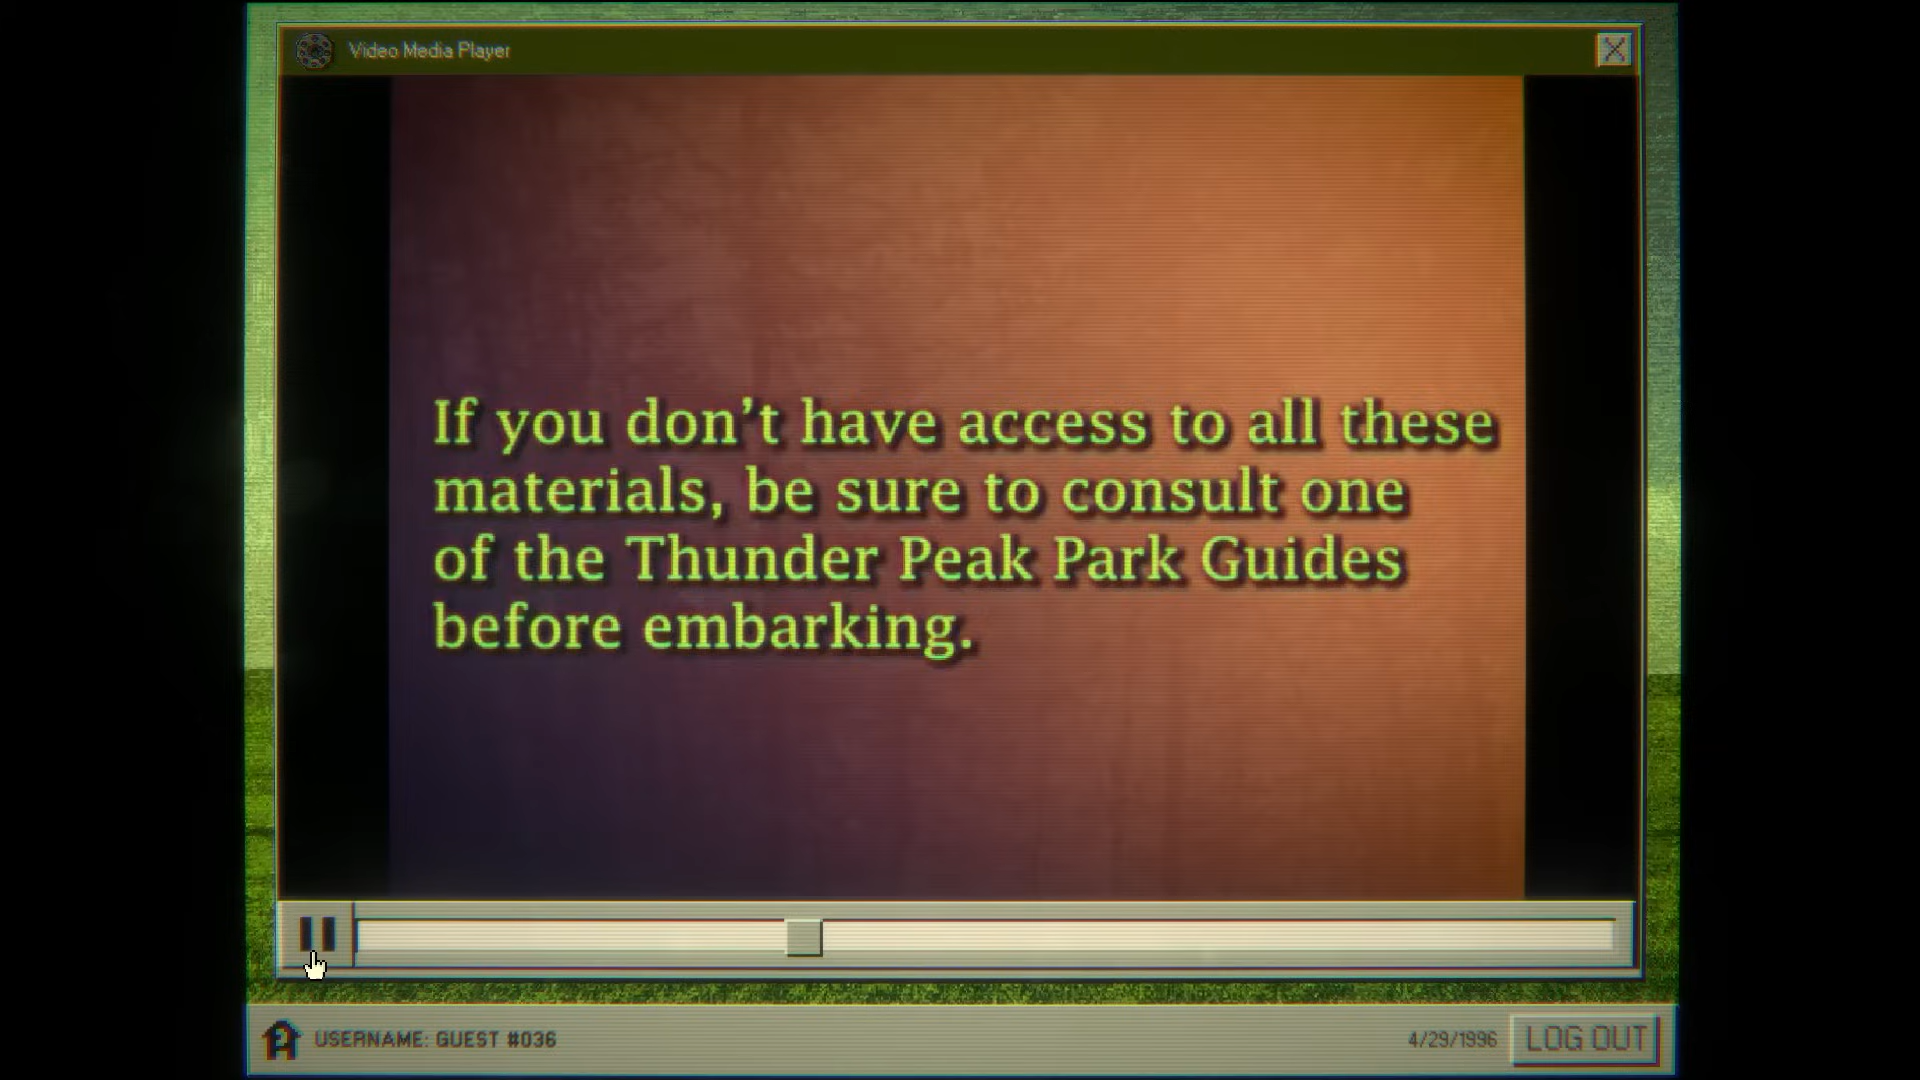 Video Media Player
If you don't have access to all these
materials, be sure to consult one
of the Thunder Peak Park Guides
before embarking.
USERNAME: GUEST #036
4/29/1996
LOG OUT